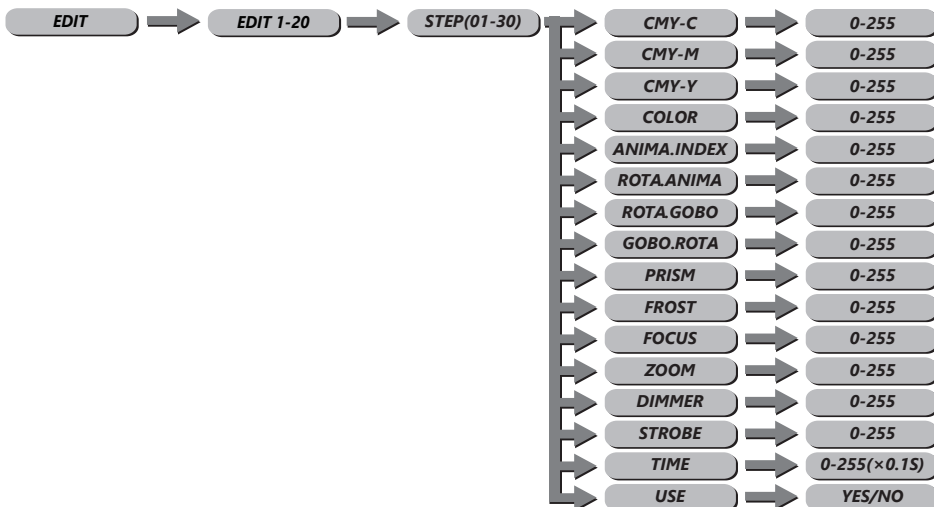 EDIT EDIT 1-20 STEP(01-30) CMY-C 0-255
CMY-M 0-255
CMY-Y 0-255
COLOR 0-255
ANIMA.INDEX 0-255
ROTA.ANIMA 0-255
ROTA.GOBO 0-255
GOBO.ROTA 0-255
PRISM 0-255
FROST 0-255
FOCUS 0-255
ZOOM 0-255
DIMMER 0-255
STROBE 0-255
TIME 0-255(×0.1S)
USE YES/NO